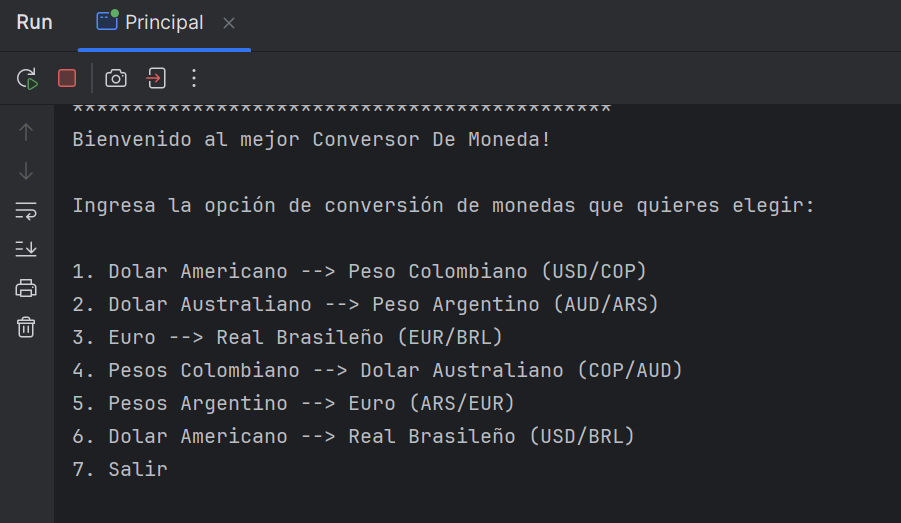 Run Principal
*********************************************
Bienvenido al mejor Conversor De Moneda!
Ingresa la opción de conversión de monedas que quieres elegir:
1. Dolar Americano --> Peso Colombiano (USD/COP)
2. Dolar Australiano --> Peso Argentino (AUD/ARS)
3. Euro --> Real Brasileño (EUR/BRL)
4. Pesos Colombiano --> Dolar Australiano (COP/AUD)
5. Pesos Argentino --> Euro (ARS/EUR)
6. Dolar Americano --> Real Brasileño (USD/BRL)
7. Salir